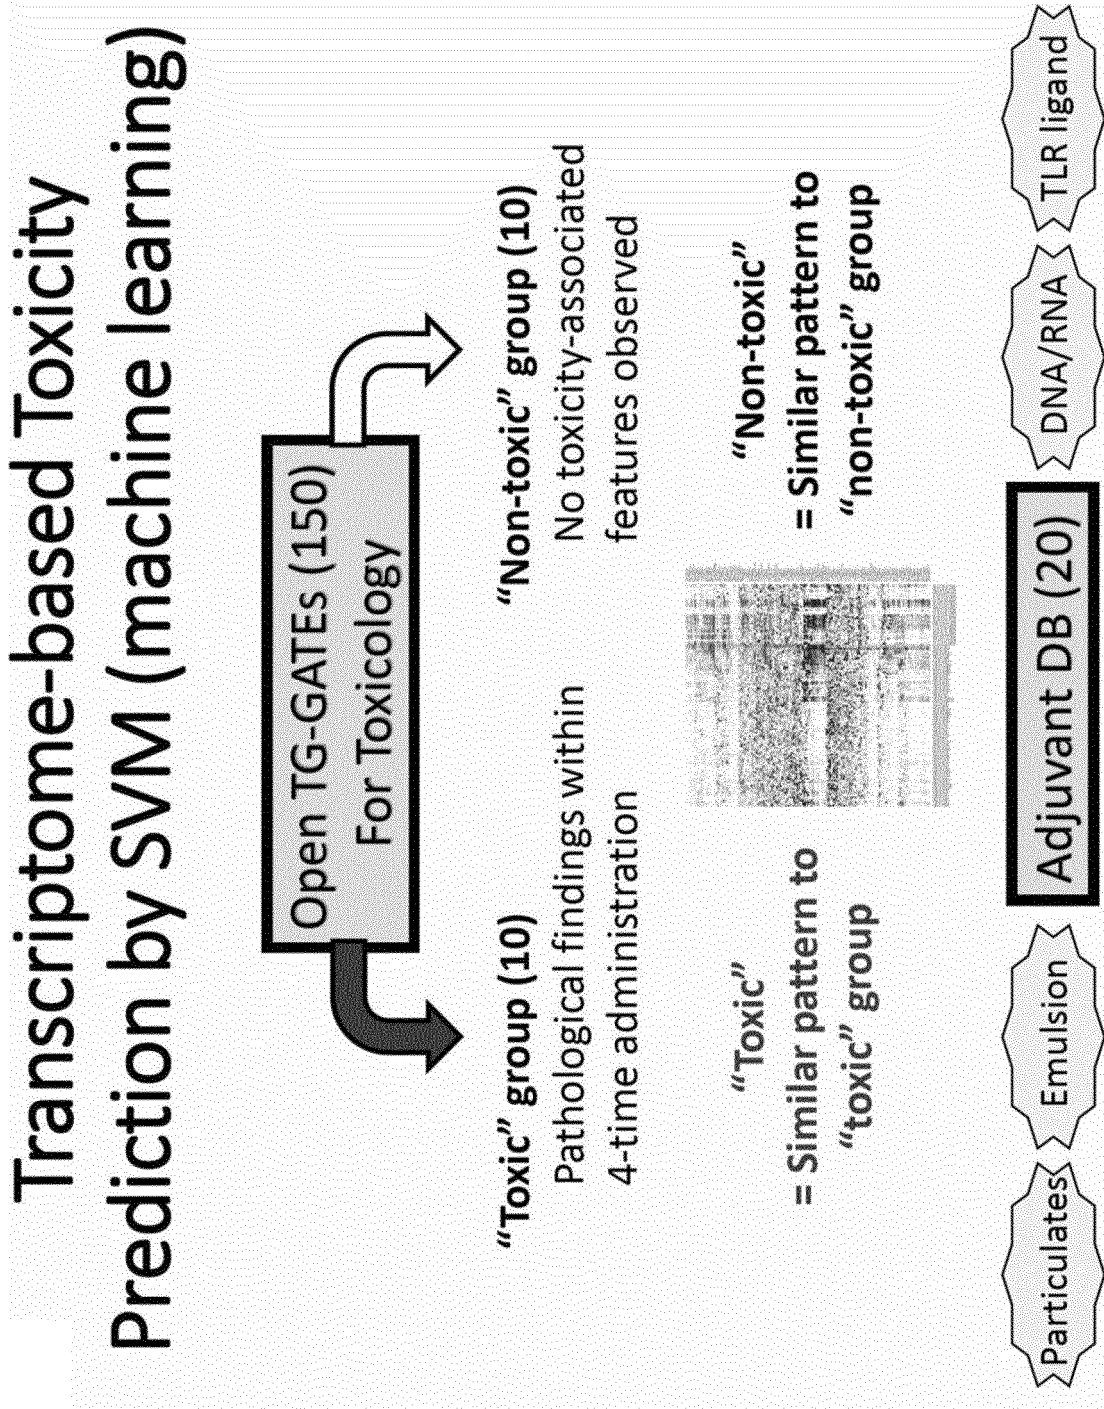 Transcriptome-based Toxicity
Prediction by SVM (machine learning)
Open TG-GATEs (150)
For Toxicology
“Toxic” group (10)
Pathological findings within
4-time administration
“Non-toxic” group (10)
No toxicity-associated
features observed
“Toxic”
= Similar pattern to
“toxic” group
“Non-toxic”
= Similar pattern to
“non-toxic” group
Particulates
Emulsion
Adjuvant DB (20)
DNA/RNA
TLR ligand